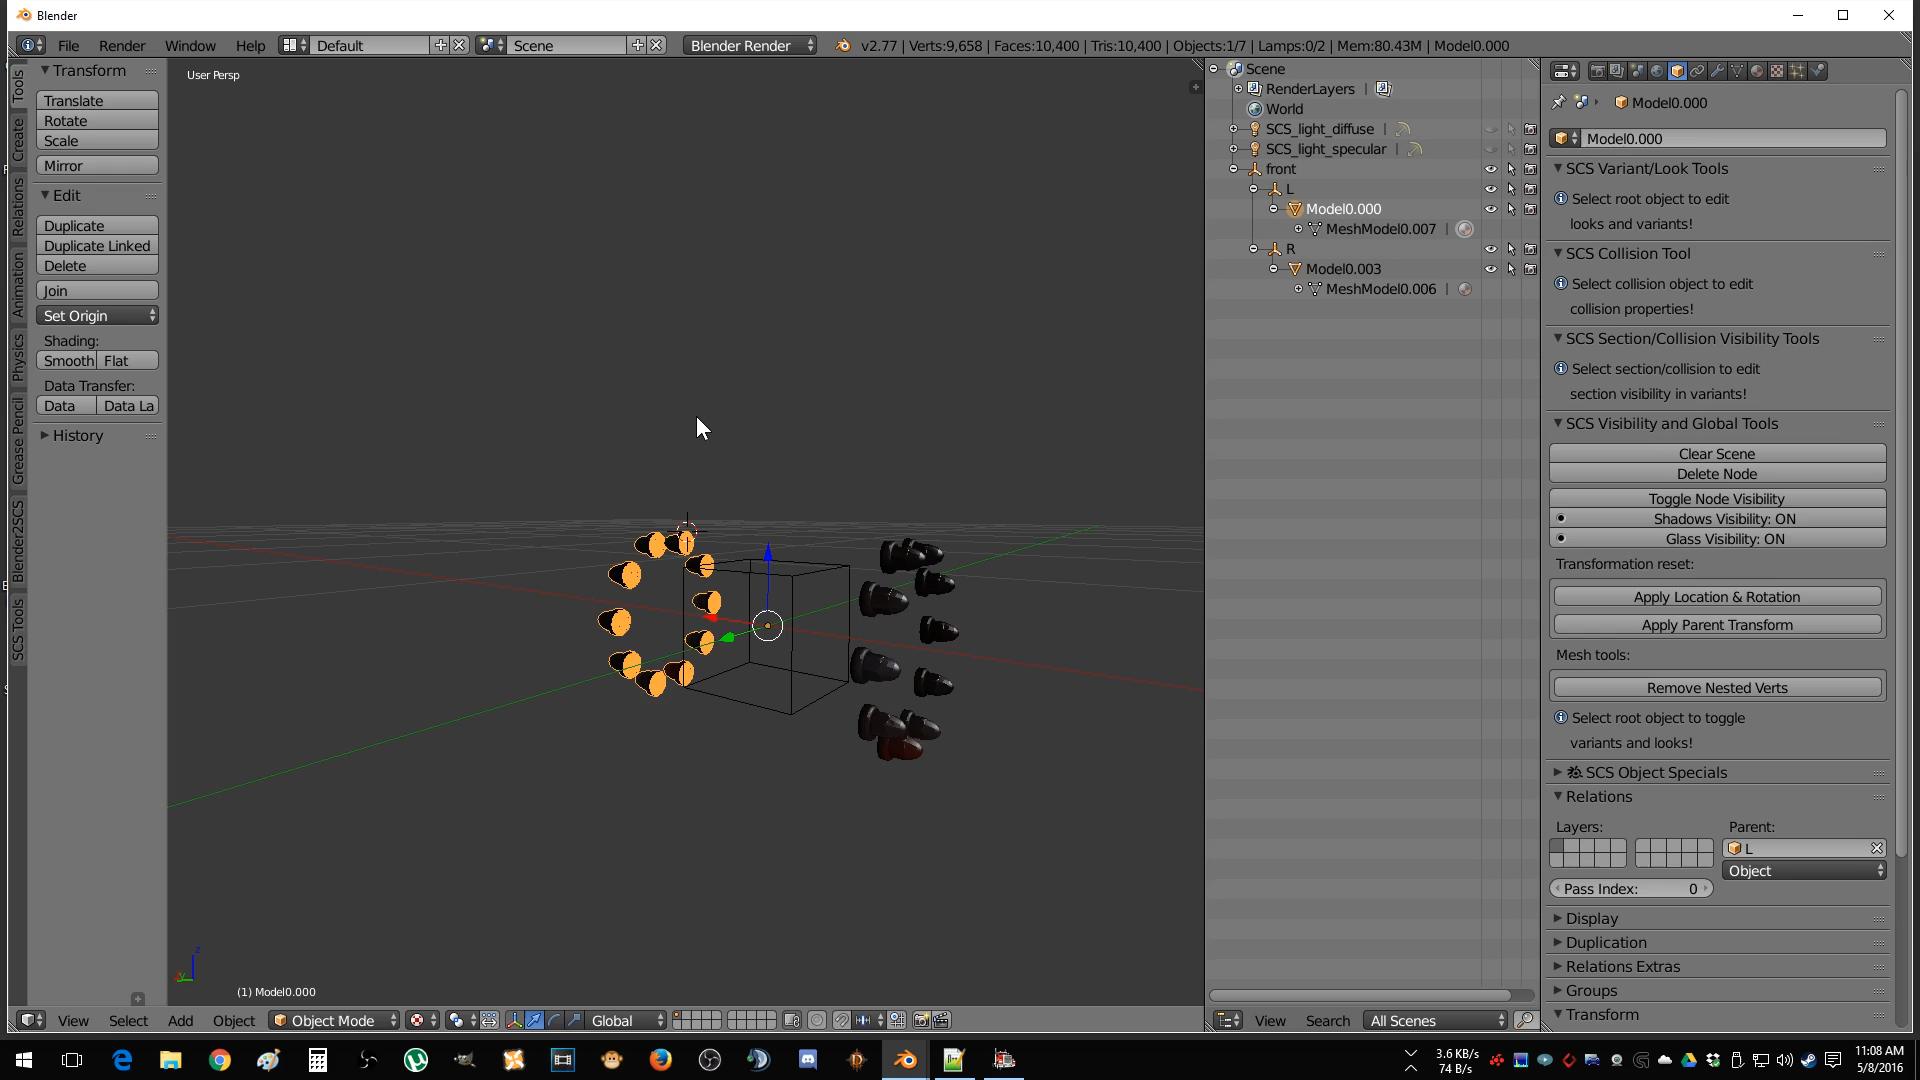 Blender
File Render Window Help Default Scene Blender Render v2.77 | Verts:9,658 | Faces:10,400 | Tris:10,400 | Objects:1/7 | Lamps:0/2 | Mem:80.43M | Model0.000
Tools
Create
Relations
Animation
Physics
Grease Pencil
Blender2SCS
SCS Tools
Transform
Translate
Rotate
Scale
Mirror
Edit
Duplicate
Duplicate Linked
Delete
Join
Set Origin
Shading:
Smooth Flat
Data Transfer:
Data Data La
History
User Persp
z
y
(1) Model0.000
View Select Add Object Object Mode Global
Scene
RenderLayers |
World
SCS_light_diffuse |
SCS_light_specular |
front
L
Model0.000
MeshModel0.007 |
R
Model0.003
MeshModel0.006 |
View Search All Scenes
Model0.000
Model0.000
SCS Variant/Look Tools
Select root object to edit
looks and variants!
SCS Collision Tool
Select collision object to edit
collision properties!
SCS Section/Collision Visibility Tools
Select section/collision to edit
section visibility in variants!
SCS Visibility and Global Tools
Clear Scene
Delete Node
Toggle Node Visibility
Shadows Visibility: ON
Glass Visibility: ON
Transformation reset:
Apply Location & Rotation
Apply Parent Transform
Mesh tools:
Remove Nested Verts
Select root object to toggle
variants and looks!
SCS Object Specials
Relations
Layers: Parent:
L
Object
Pass Index: 0
Display
Duplication
Relations Extras
Groups
Transform
3.6 KB/s
74 B/s
11:08 AM
5/8/2016